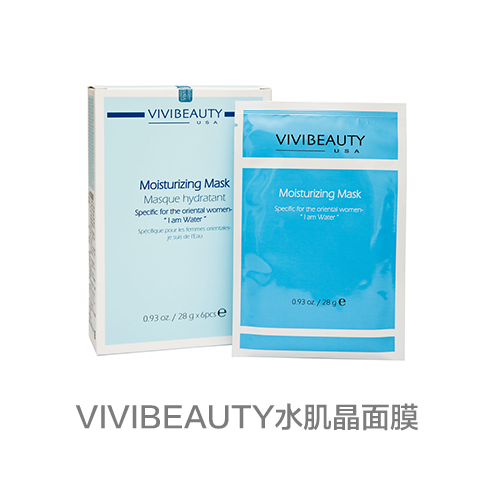 VIVIBEAUTY
USA
Moisturizing Mask
Masque hydratant
Specific for the oriental women-
"I am Water"
Spécifique pour les femmes orientales-
je suis de l'Eau.
0.93 oz. / 28 g x 6pcs e
VIVIBEAUTY
USA
Moisturizing Mask
Specific for the oriental women-
"I am Water"
0.93 oz. / 28 g e
VIVIBEAUTY水肌晶面膜